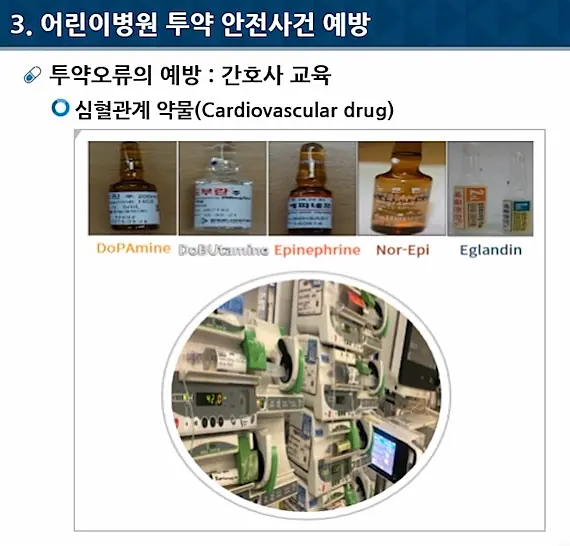 3. 어린이병원 투약 안전사건 예방
투약오류의 예방 : 간호사 교육
심혈관계 약물(Cardiovascular drug)
DoPAmine DoBUtamine Epinephrine Nor-Epi Eglandin
42.0